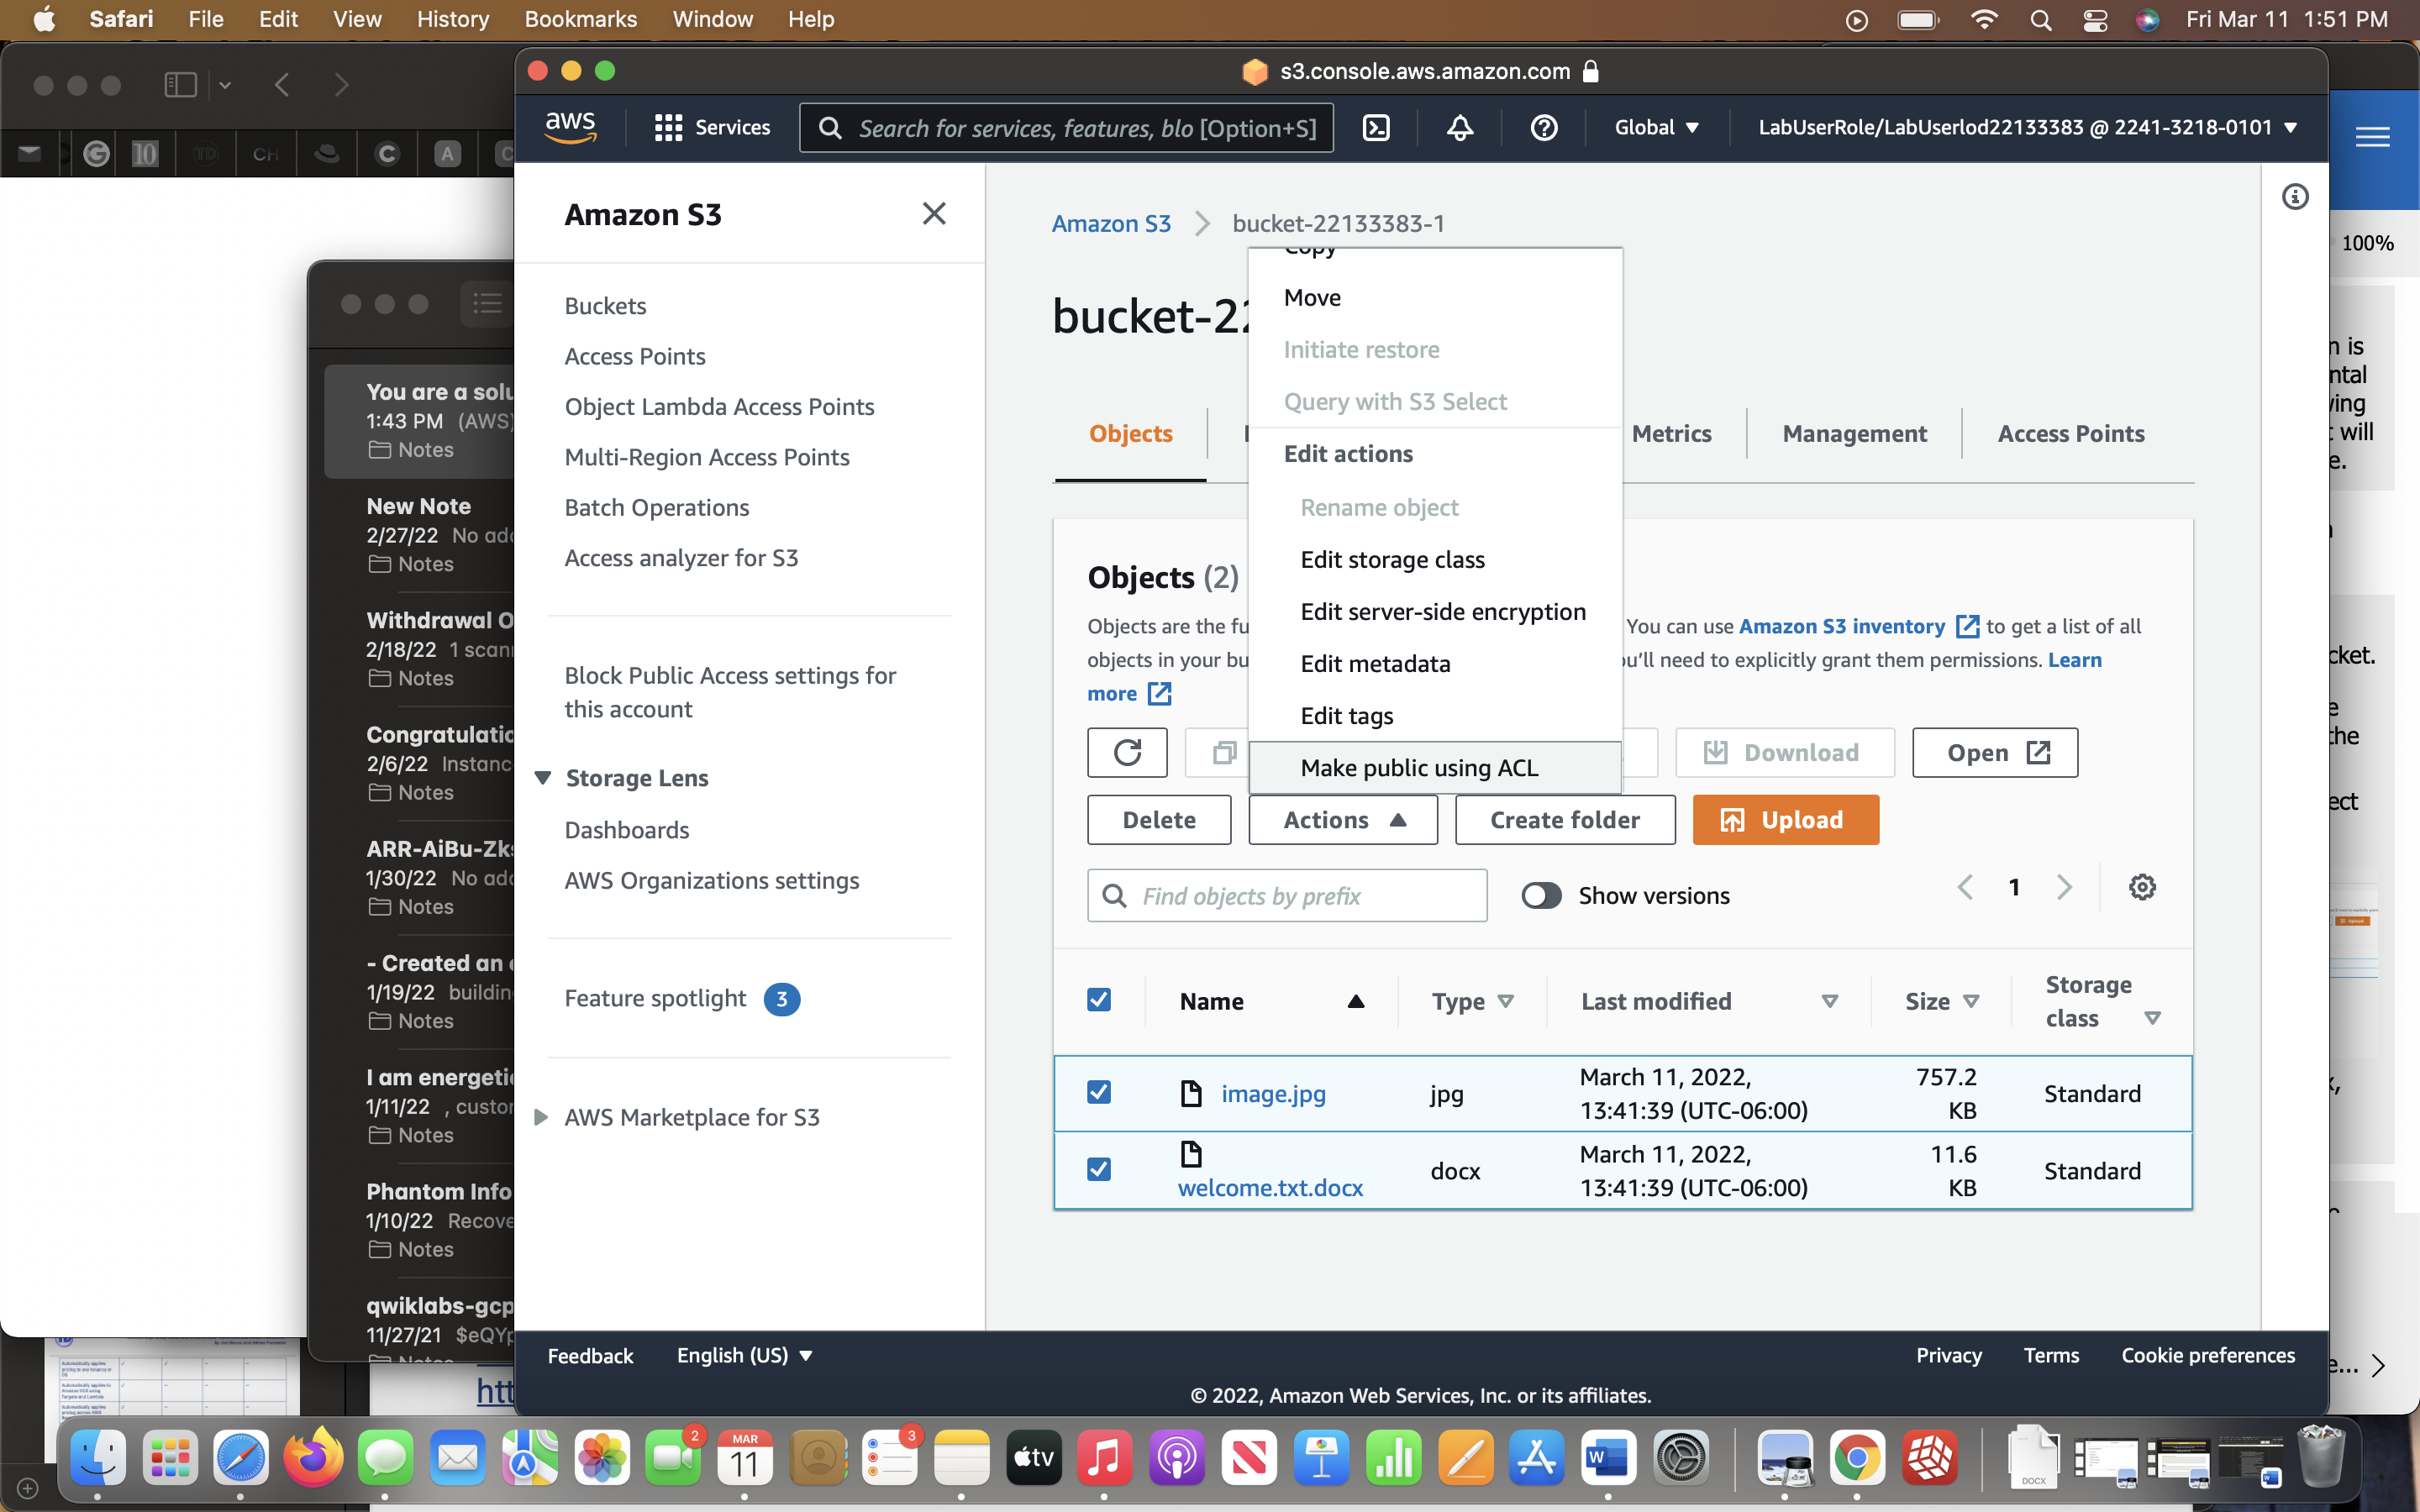 Safari File Edit View History Bookmarks Window Help
Fri Mar 11 1:51 PM
s3.console.aws.amazon.com
aws
Services
Search for services, features, blo [Option+S]
Global
LabUserRole/LabUserlod22133383 @ 2241-3218-0101
10
CH
C
A
100%
Amazon S3
Buckets
Access Points
Object Lambda Access Points
Multi-Region Access Points
Batch Operations
Access analyzer for S3
Block Public Access settings for
this account
Storage Lens
Dashboards
AWS Organizations settings
Feature spotlight 3
AWS Marketplace for S3
Amazon S3
bucket-22133383-1
bucket-22
Copy
Move
Initiate restore
Query with S3 Select
Edit actions
Rename object
Edit storage class
Edit server-side encryption
Edit metadata
Edit tags
Make public using ACL
Objects
Metrics
Management
Access Points
Objects (2)
Objects are the fu
You can use Amazon S3 inventory to get a list of all
objects in your bu
u'll need to explicitly grant them permissions. Learn
more
Download
Open
Delete
Actions
Create folder
Upload
Find objects by prefix
Show versions
1
Name
Type
Last modified
Size
Storage
class
image.jpg
jpg
March 11, 2022,
13:41:39 (UTC-06:00)
757.2
KB
Standard
welcome.txt.docx
docx
March 11, 2022,
13:41:39 (UTC-06:00)
11.6
KB
Standard
You are a solu
1:43 PM (AWS)
Notes
New Note
2/27/22 No add
Notes
Withdrawal O
2/18/22 1 scann
Notes
Congratulatio
2/6/22 Instanc
Notes
ARR-AiBu-Zks
1/30/22 No add
Notes
- Created an e
1/19/22 buildin
Notes
I am energetic
1/11/22 , custor
Notes
Phantom Info
1/10/22 Recove
Notes
qwiklabs-gcp
11/27/21 $eQYp
Notes
n is
ntal
ving
t will
e.
cket.
e
the
ect
e...
htt
Feedback
English (US)
Privacy
Terms
Cookie preferences
© 2022, Amazon Web Services, Inc. or its affiliates.
2
MAR
11
3
tv
W
DOCX